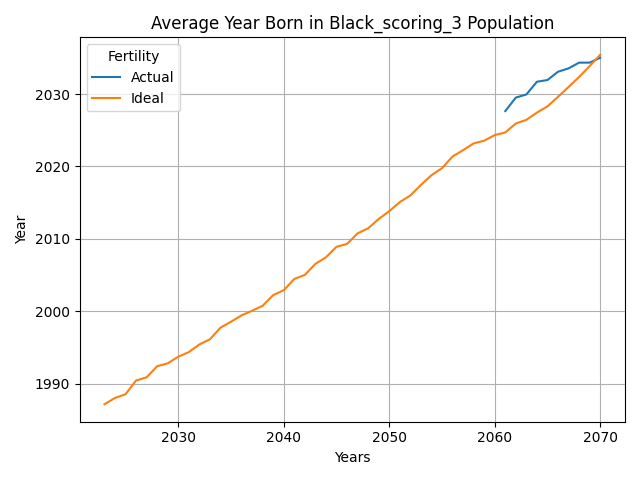 Average Year Born in Black_scoring_3 Population
Fertility
Actual
Ideal
Year
2030
2020
2010
2000
1990
2030 2040 2050 2060 2070
Years